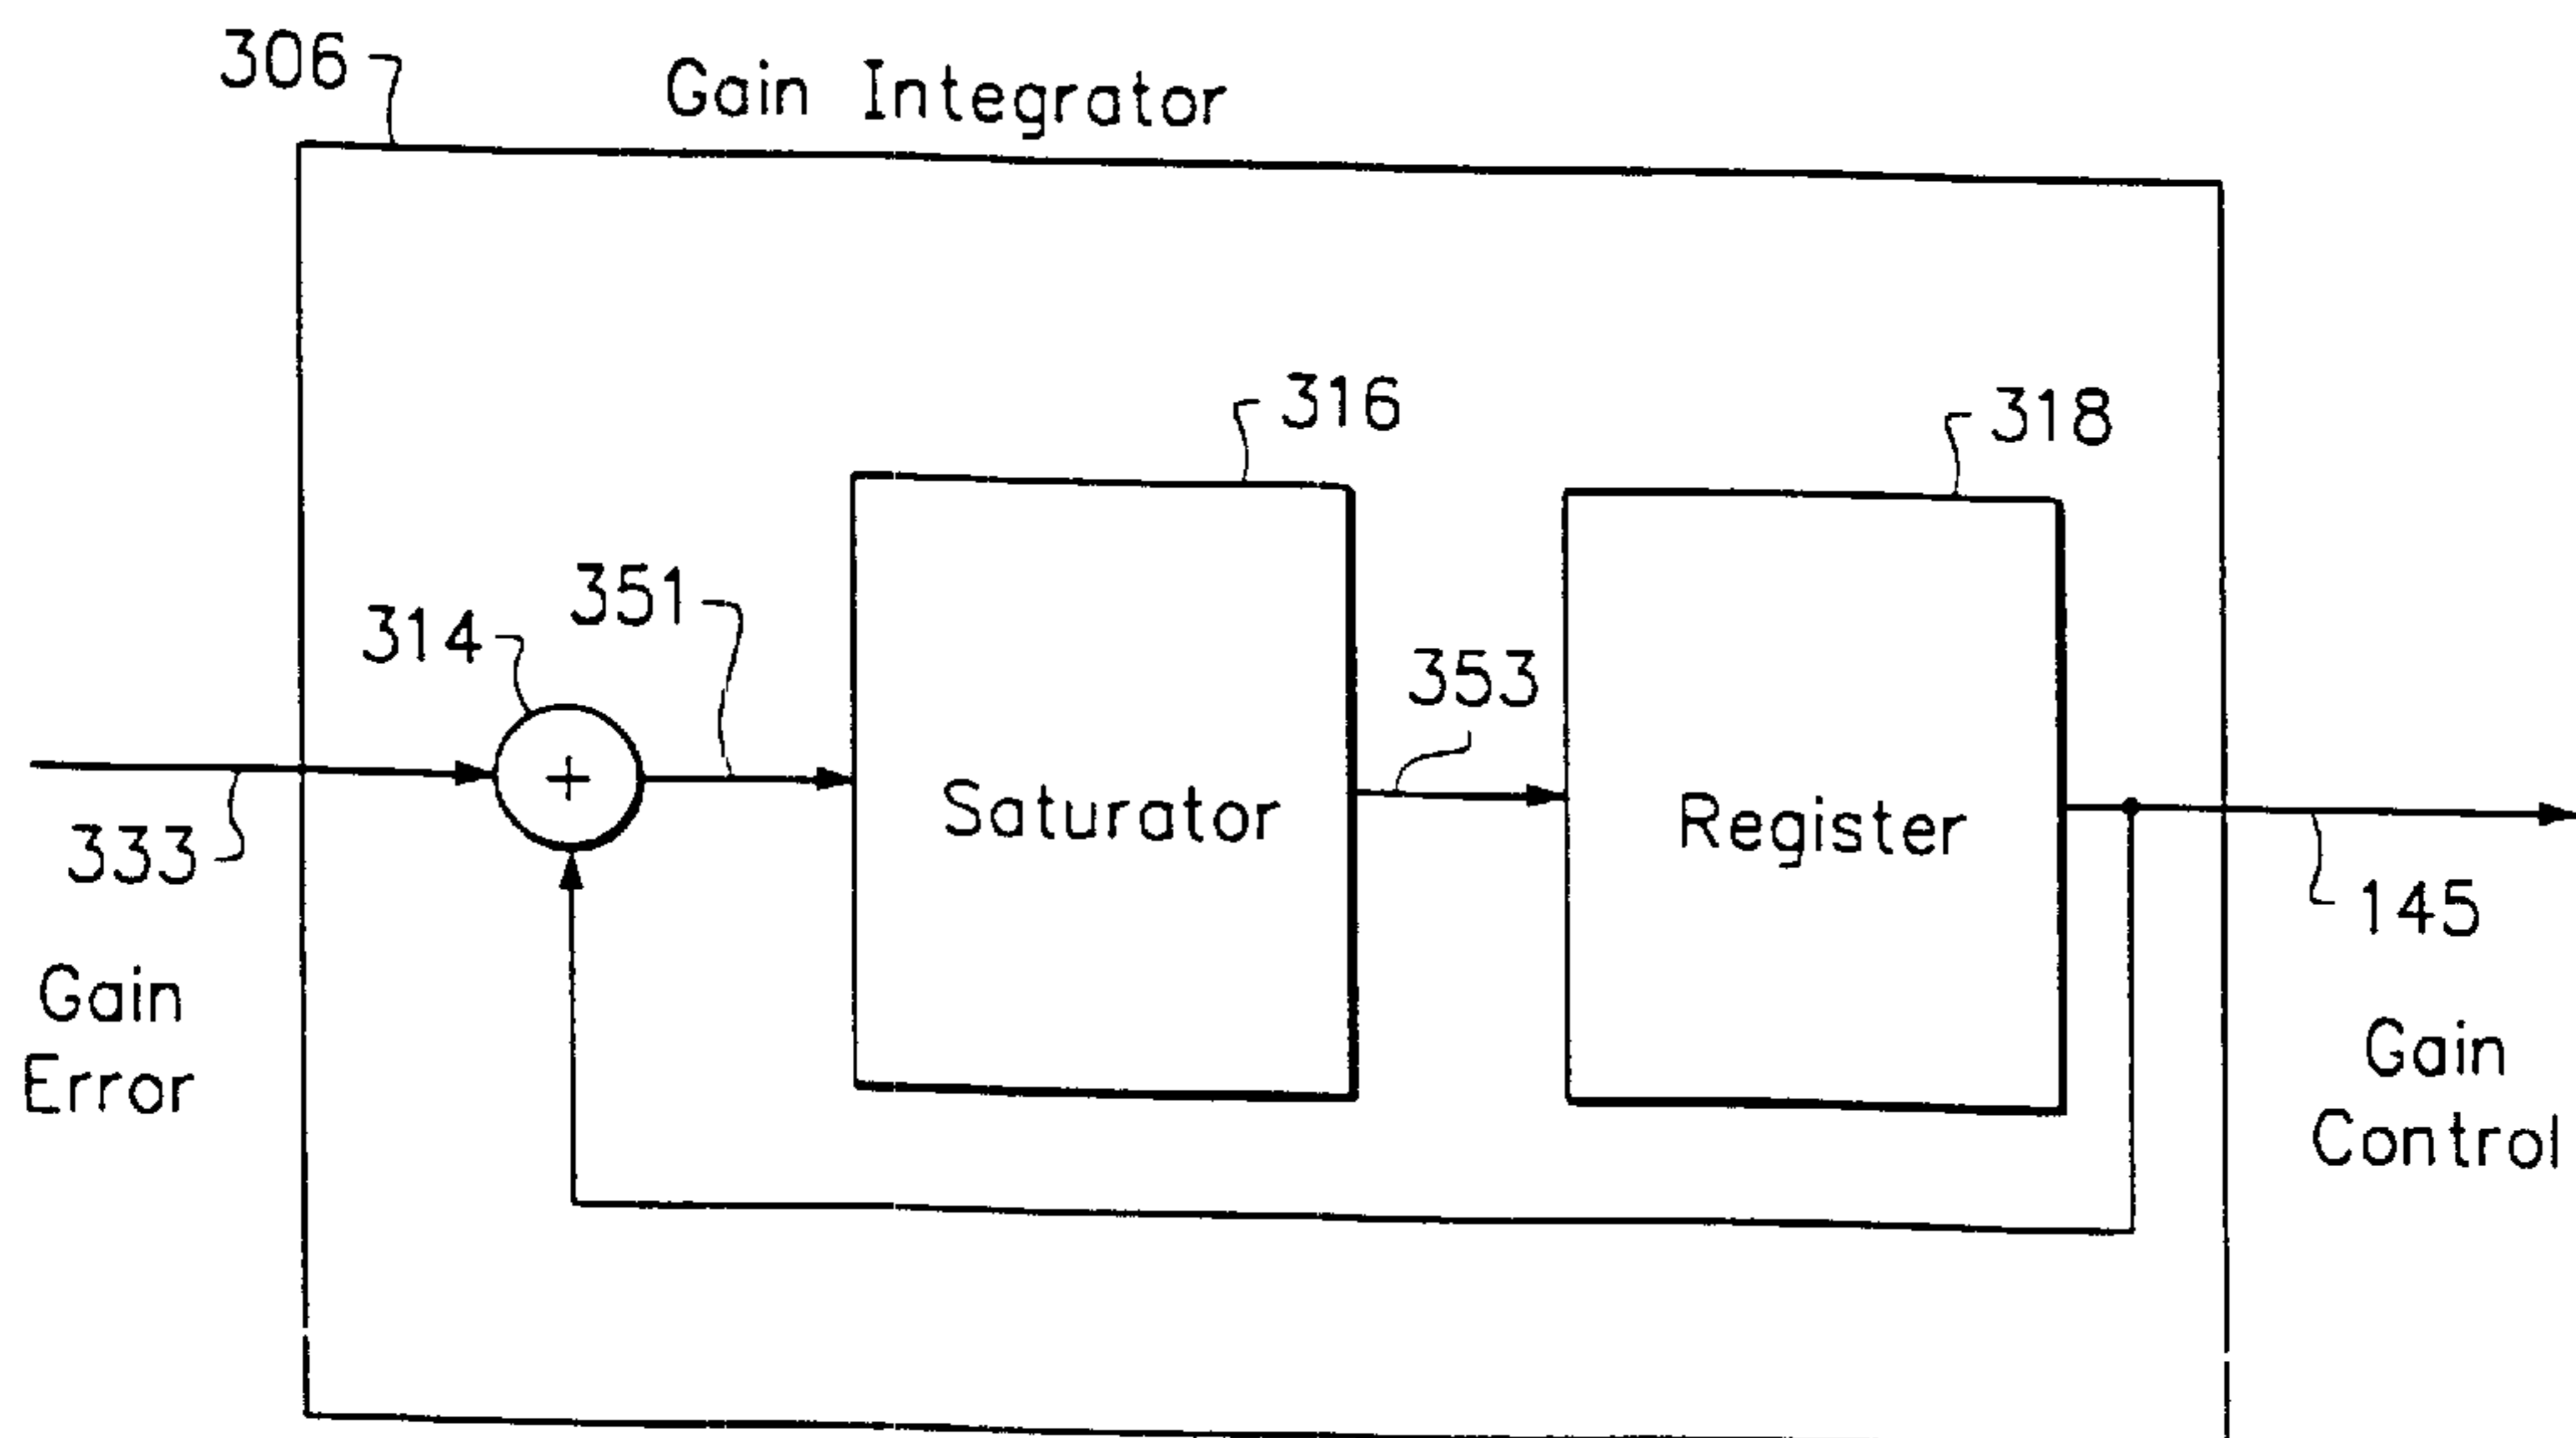 306
Gain Integrator
316
318
351
314
353
Saturator
Register
333
145
Gain
Error
Gain
Control
+